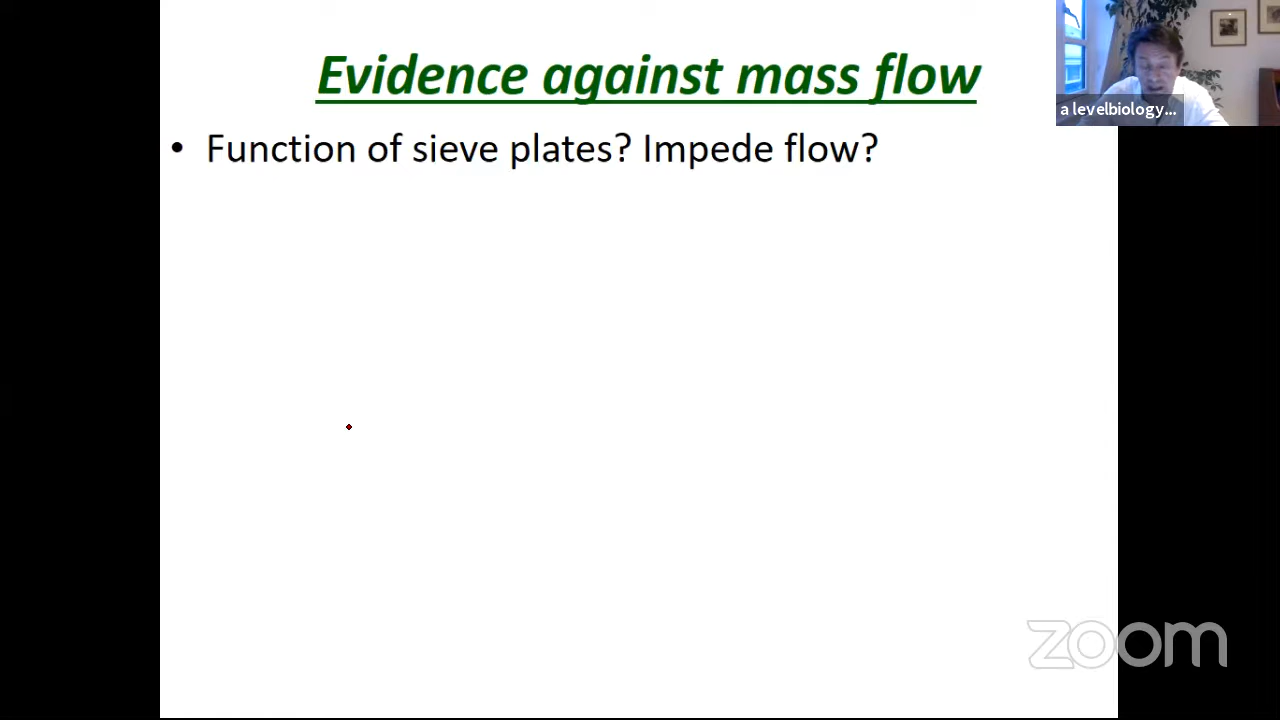 Evidence against mass flow
a levelbiology...
• Function of sieve plates? Impede flow?
zoom